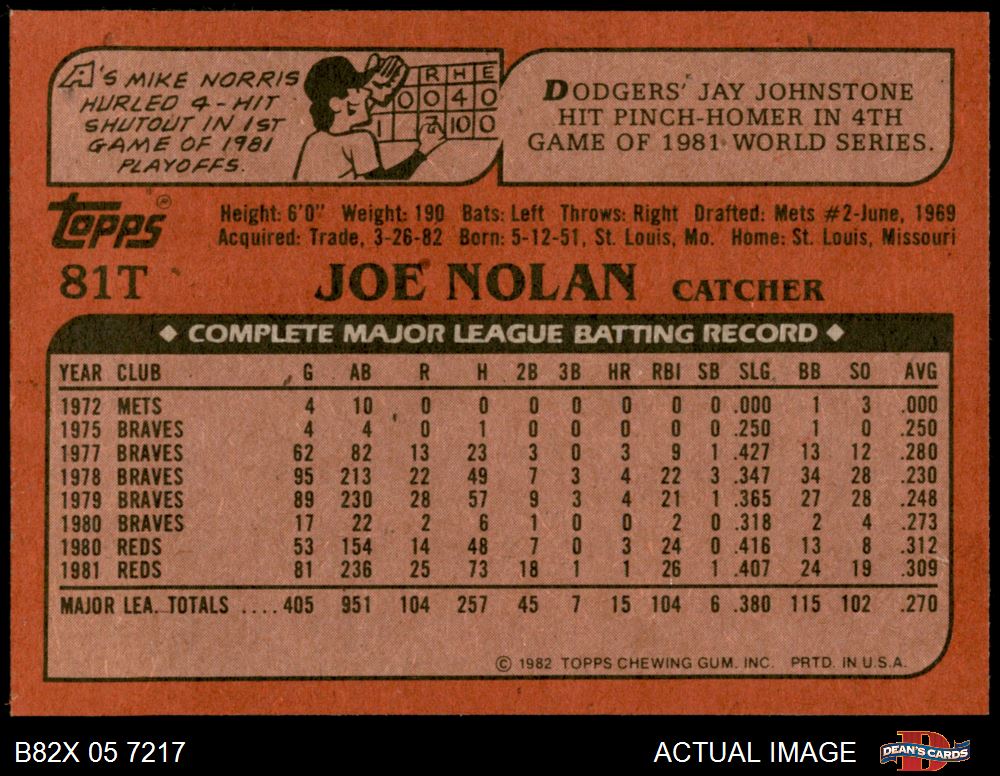 A's MIKE NORRIS
HURLED 4-HIT
SHUTOUT IN 1ST
GAME OF 1981
PLAYOFFS.
R H E
0 0 4 0
1 2 10 0
DODGERS' JAY JOHNSTONE
HIT PINCH-HOMER IN 4TH
GAME OF 1981 WORLD SERIES.
TOPPS®
Height: 6'0" Weight: 190 Bats: Left Throws: Right Drafted: Mets #2-June, 1969
Acquired: Trade, 3-26-82 Born: 5-12-51, St. Louis, Mo. Home: St. Louis, Missouri
81T JOE NOLAN CATCHER
◆ COMPLETE MAJOR LEAGUE BATTING RECORD ◆
YEAR CLUB G AB R H 2B 3B HR RBI SB SLG. BB SO AVG
1972 METS 4 10 0 0 0 0 0 0 0 .000 1 3 .000
1975 BRAVES 4 4 0 1 0 0 0 0 0 .250 1 0 .250
1977 BRAVES 62 82 13 23 3 0 3 9 1 .427 13 12 .280
1978 BRAVES 95 213 22 49 7 3 4 22 3 .347 34 28 .230
1979 BRAVES 89 230 28 57 9 3 4 21 1 .365 27 28 .248
1980 BRAVES 17 22 2 6 1 0 0 2 0 .318 2 4 .273
1980 REDS 53 154 14 48 7 0 3 24 0 .416 13 8 .312
1981 REDS 81 236 25 73 18 1 1 26 1 .407 24 19 .309
MAJOR LEA. TOTALS ....405 951 104 257 45 7 15 104 6 .380 115 102 .270
© 1982 TOPPS CHEWING GUM. INC. PRTD. IN U.S.A.
B82X 05 7217
ACTUAL IMAGE
DEAN'S CARDS